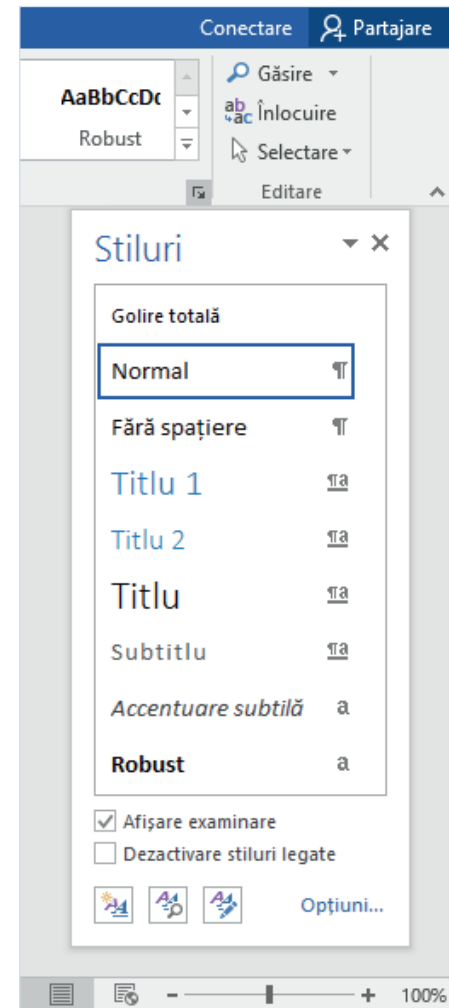 Conectare Partajare
AaBbCcDc Găsire
Robust Înlocuire
Selectare
Editare
Stiluri
Golire totală
Normal ¶
Fără spațiere ¶
Titlu 1 ¶a
Titlu 2 ¶a
Titlu ¶a
Subtitlu ¶a
Accentuare subtilă a
Robust a
Afișare examinare
Dezactivare stiluri legate
Opțiuni...
- + 100%